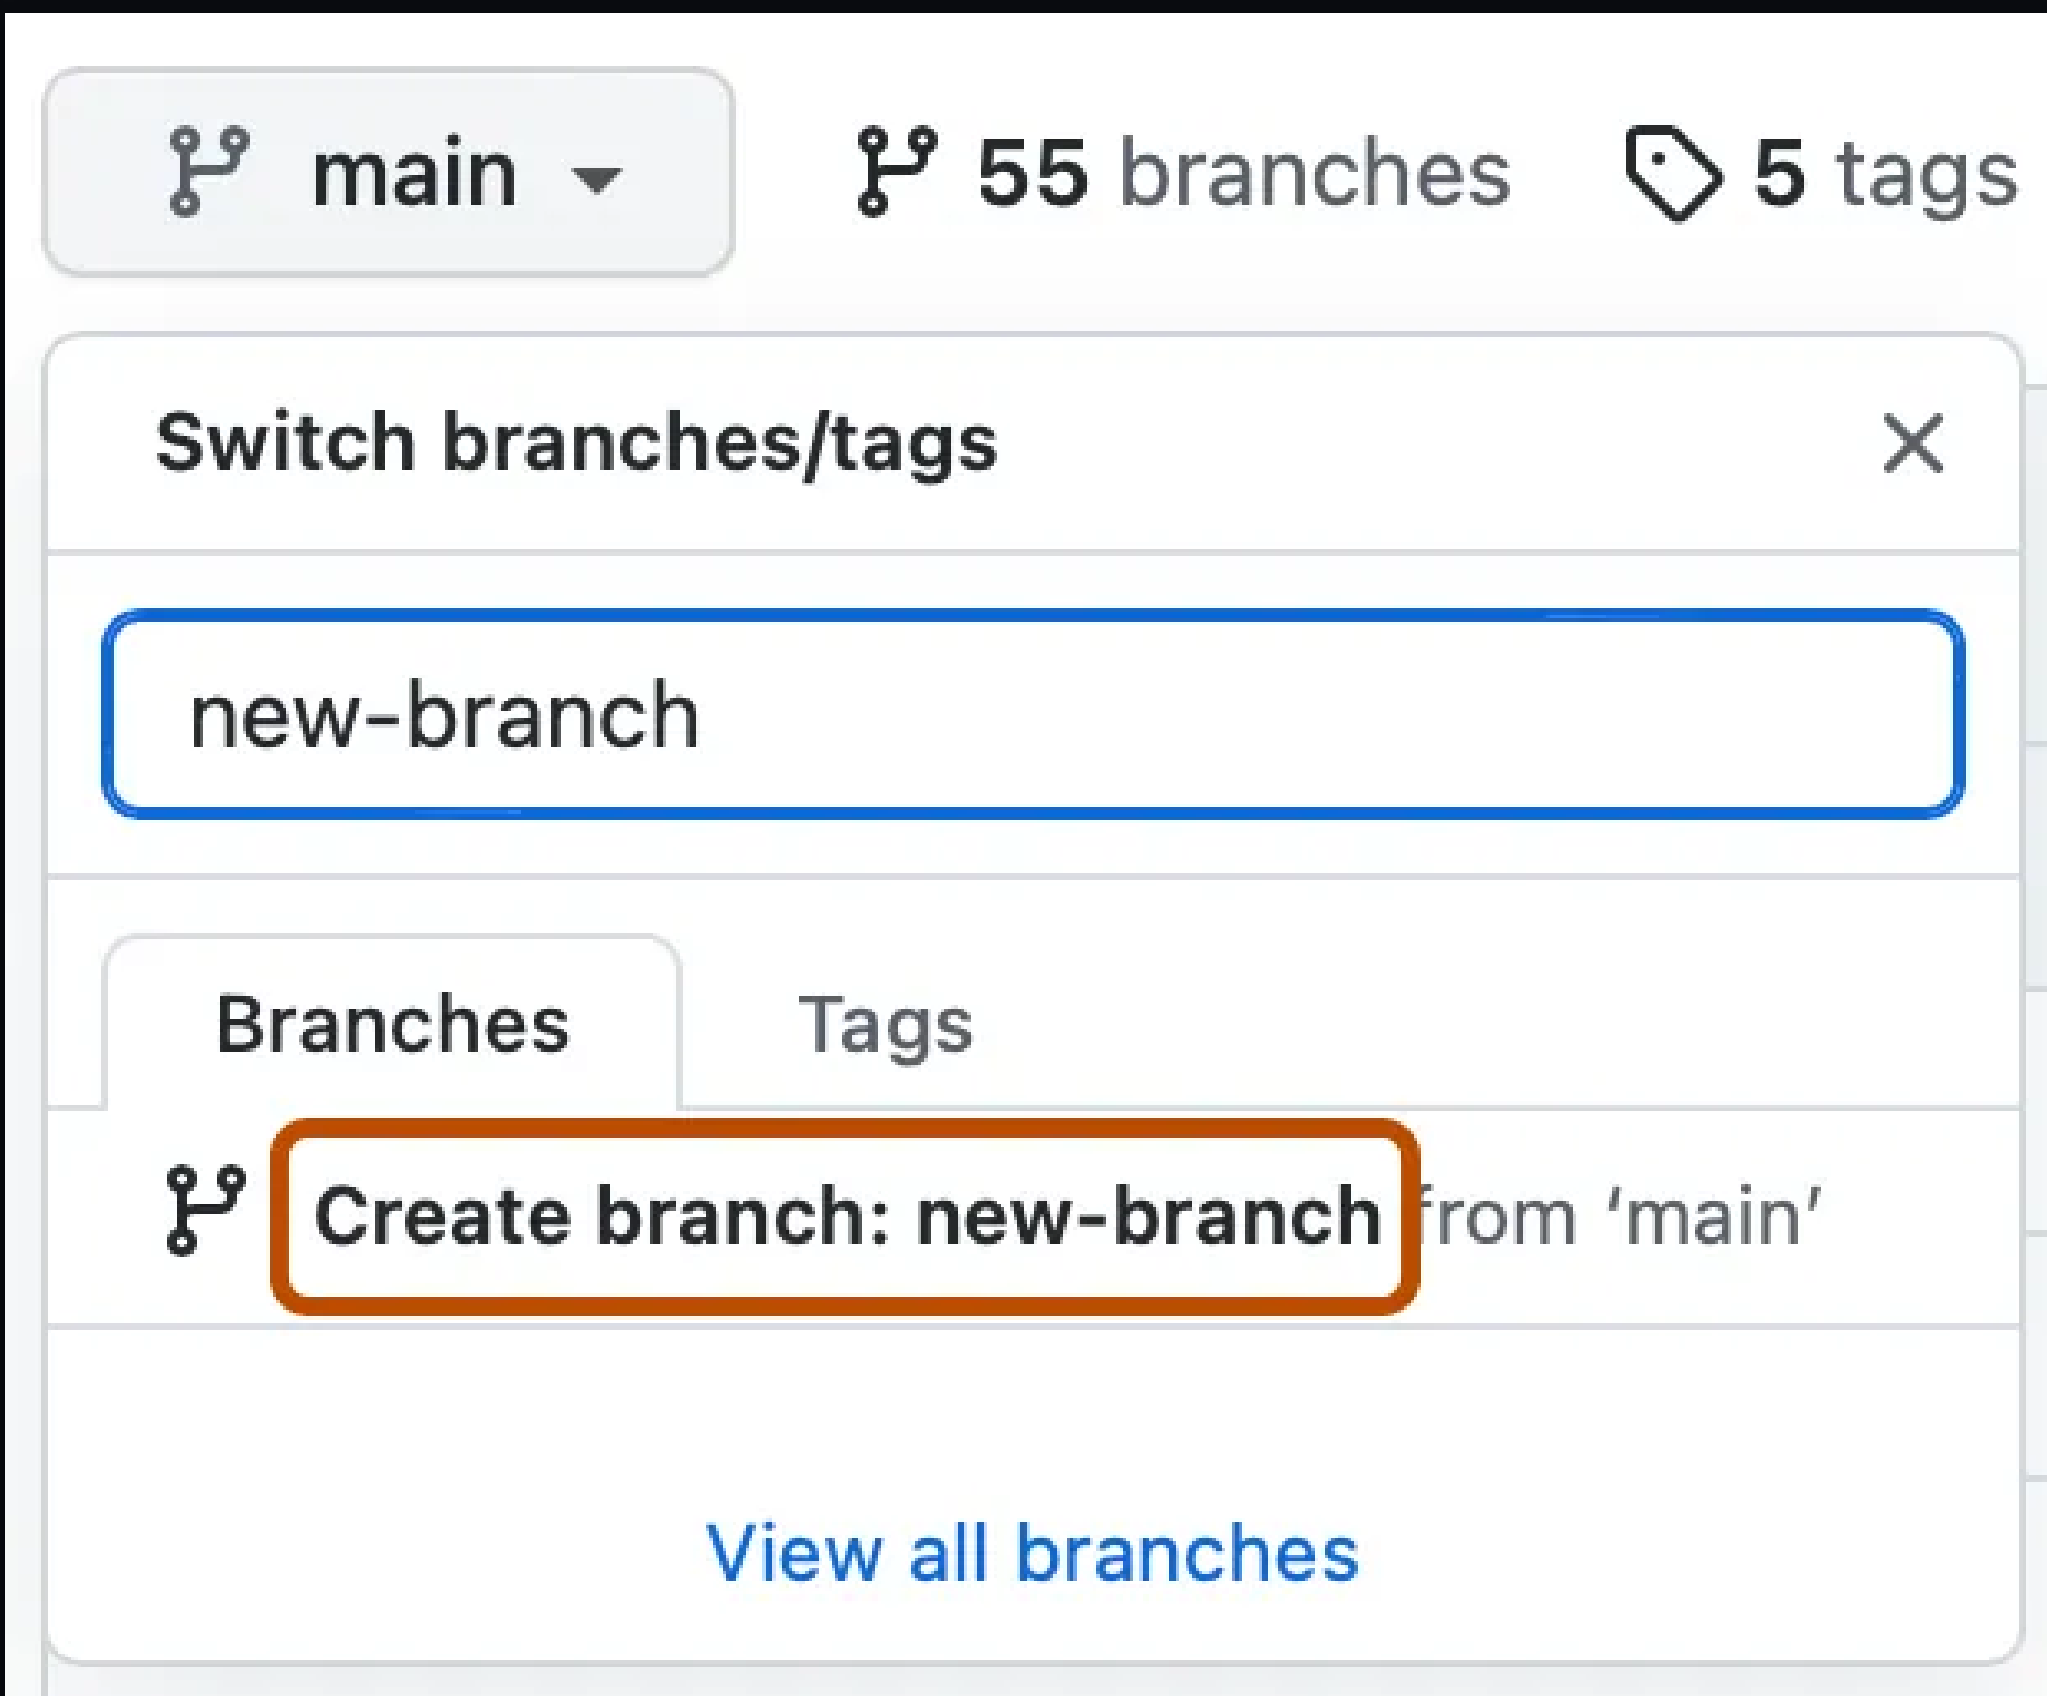 main 55 branches 5 tags
Switch branches/tags
new-branch
Branches Tags
Create branch: new-branch from ‘main’
View all branches